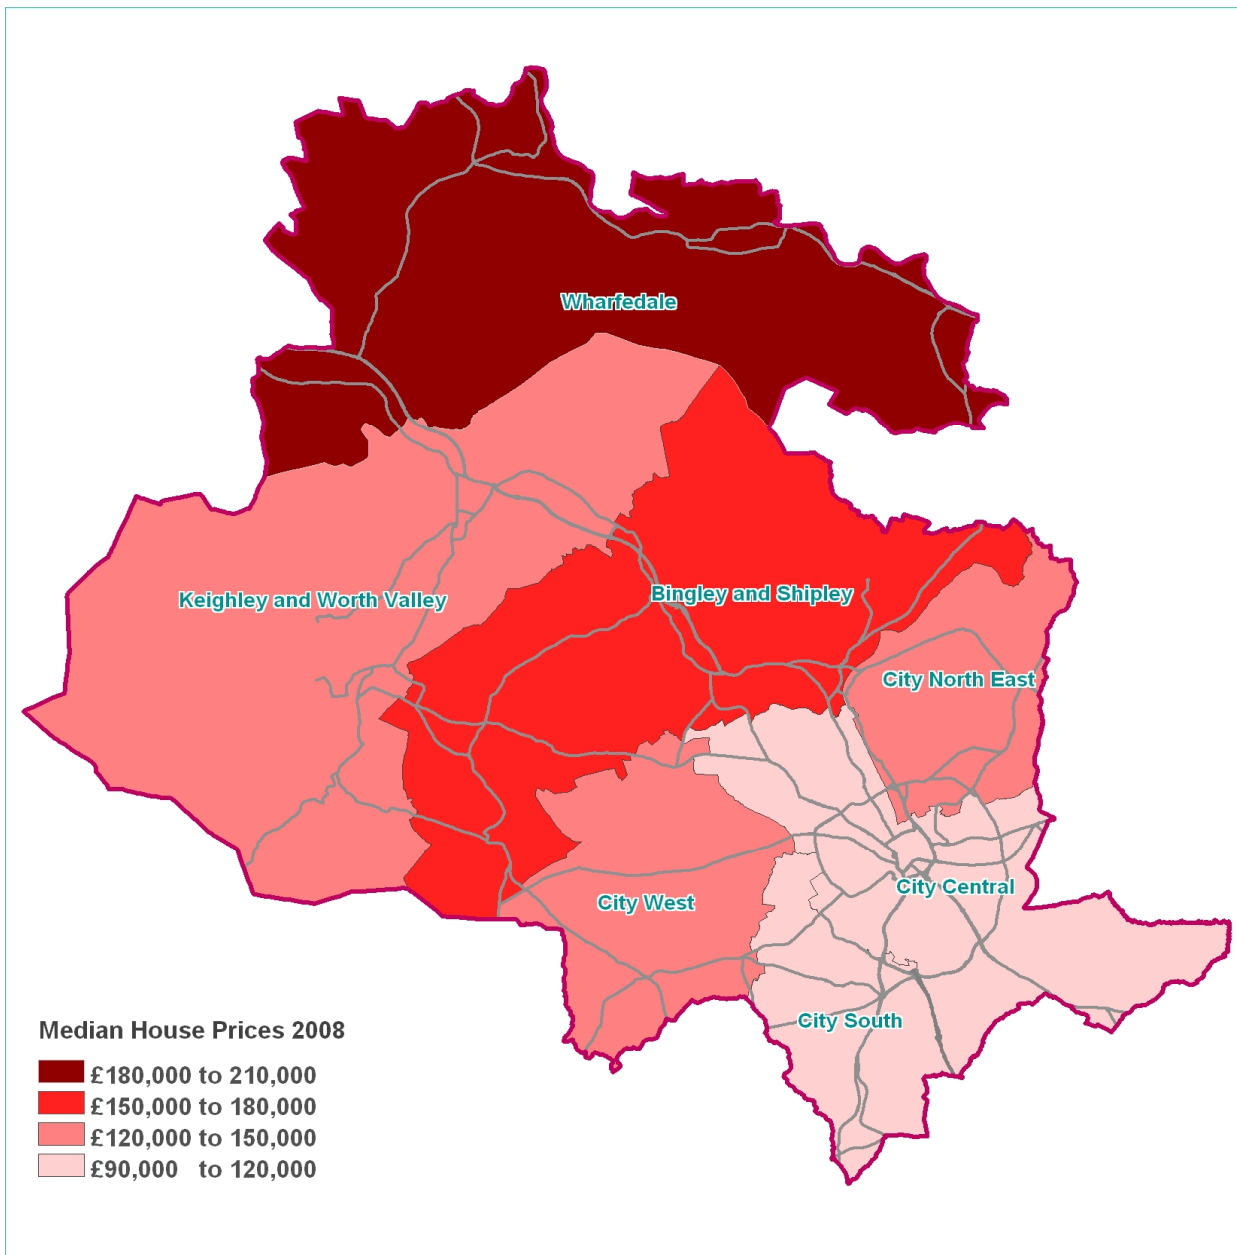 Wharfedale
Keighley and Worth Valley
Bingley and Shipley
City North East
City Central
City West
City South
Median House Prices 2008
£180,000 to 210,000
£150,000 to 180,000
£120,000 to 150,000
£90,000 to 120,000